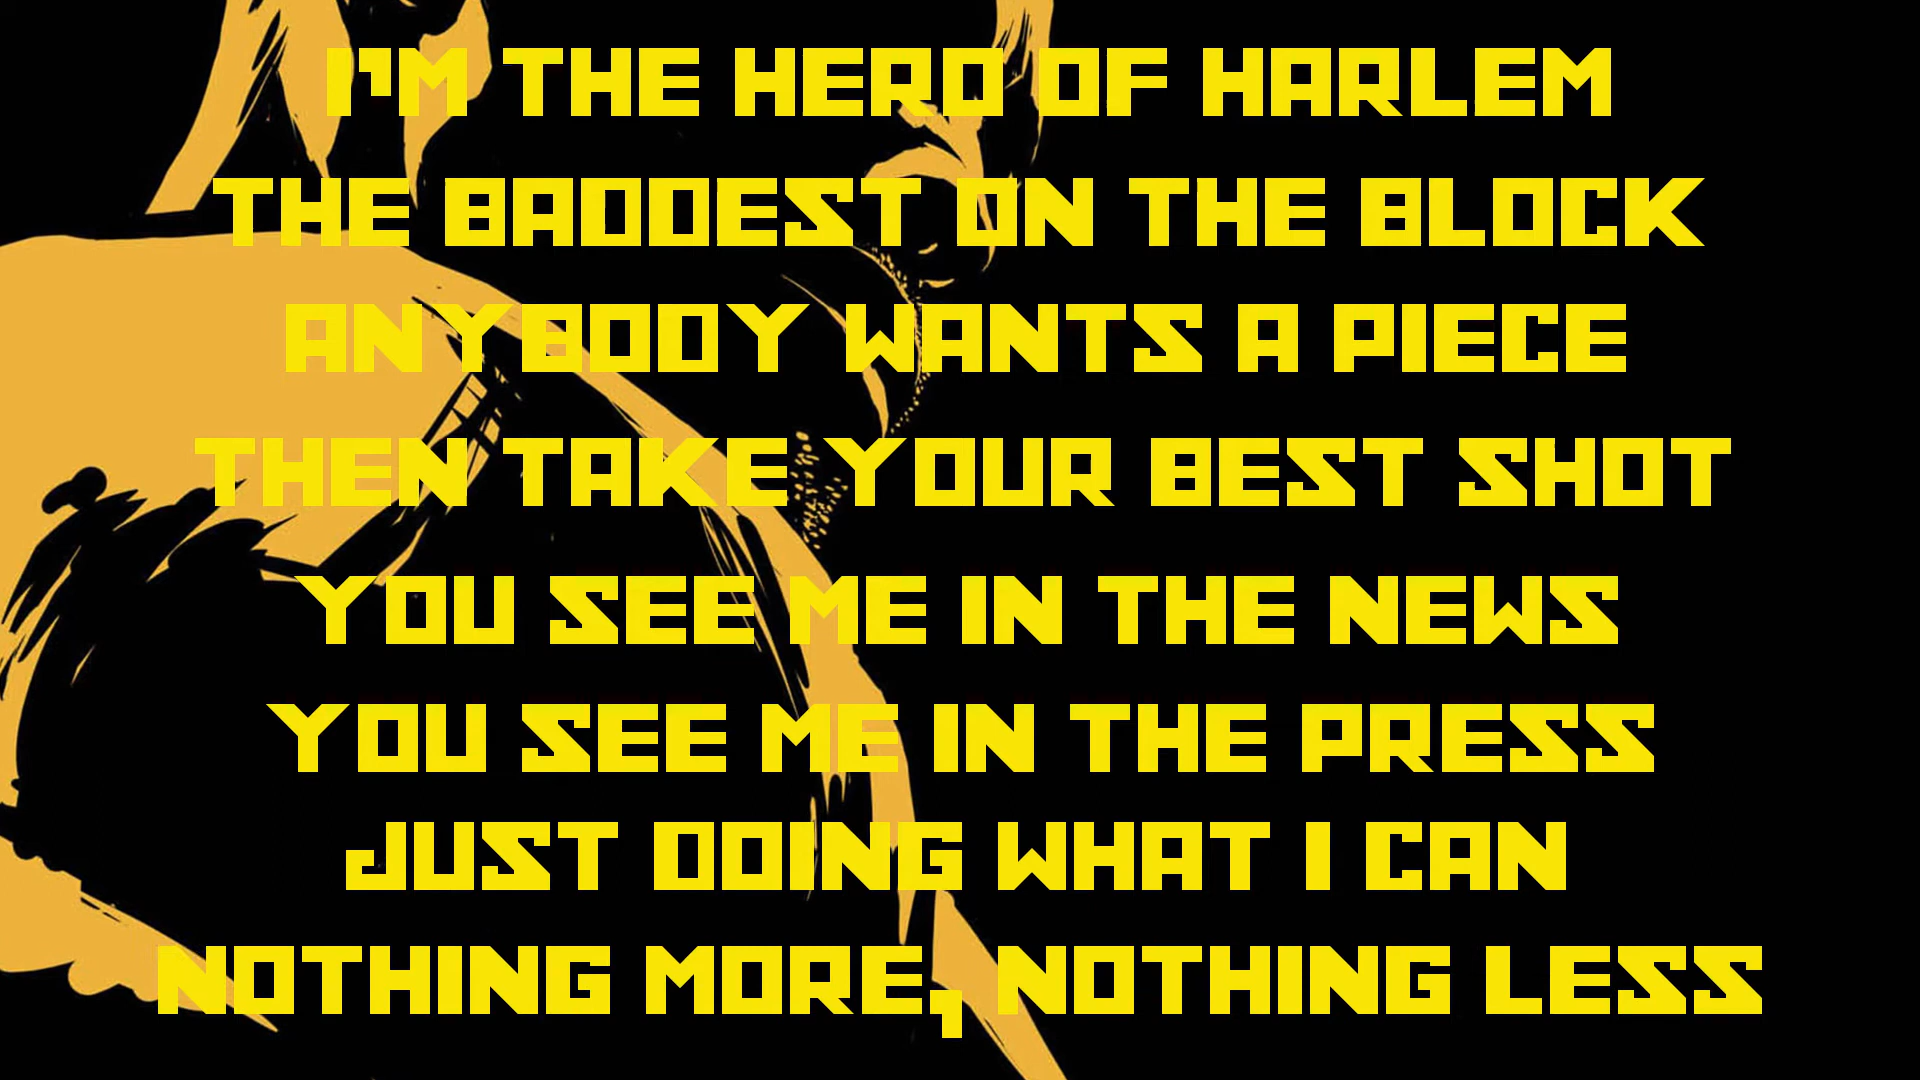 I'M THE HERO OF HARLEM
THE BADDEST ON THE BLOCK
ANYBODY WANTS A PIECE
THEN TAKE YOUR BEST SHOT
YOU SEE ME IN THE NEWS
YOU SEE ME IN THE PRESS
JUST DOING WHAT I CAN
NOTHING MORE, NOTHING LESS